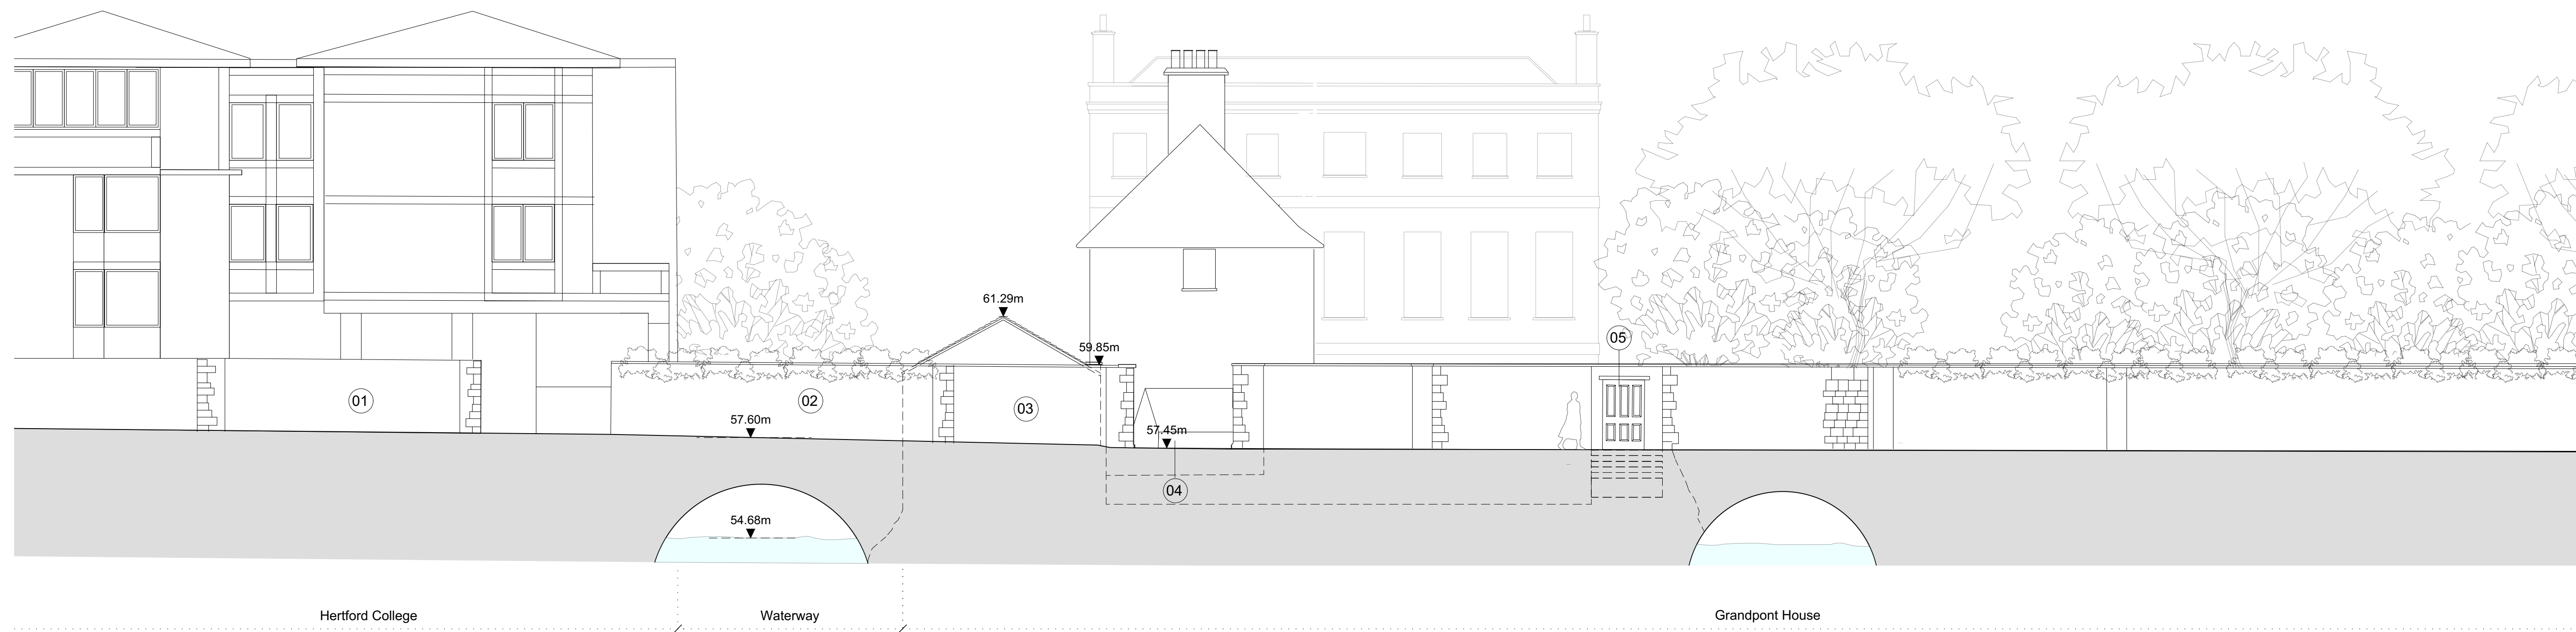 61.29m
59.85m
05
01
02
03
57.60m
57.45m
04
54.68m
Hertford College
Waterway
Grandpont House